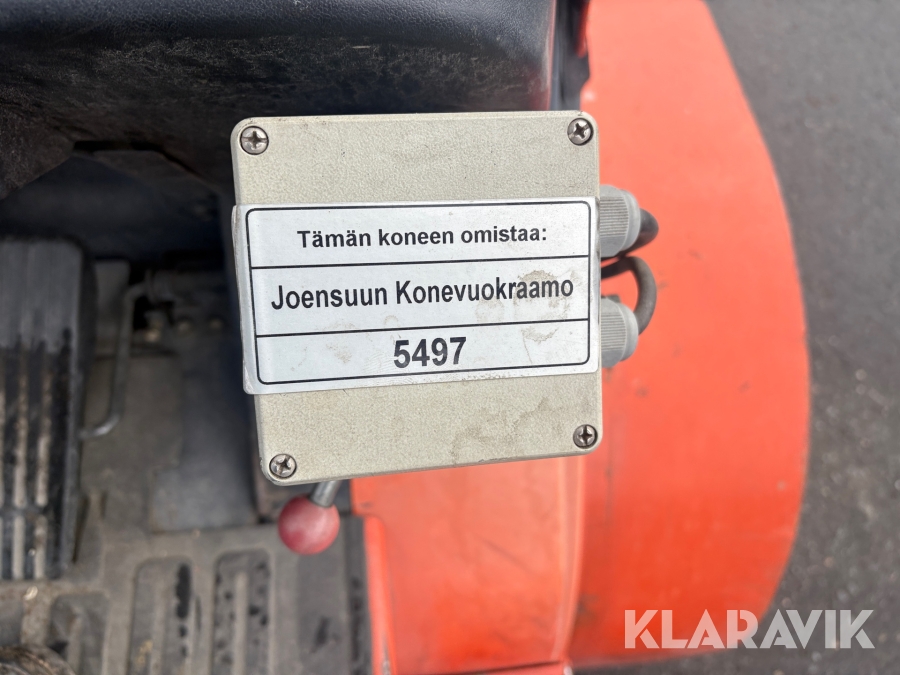 Tämän koneen omistaa:
Joensuun Konevuokraamo
5497
KLARAVIK